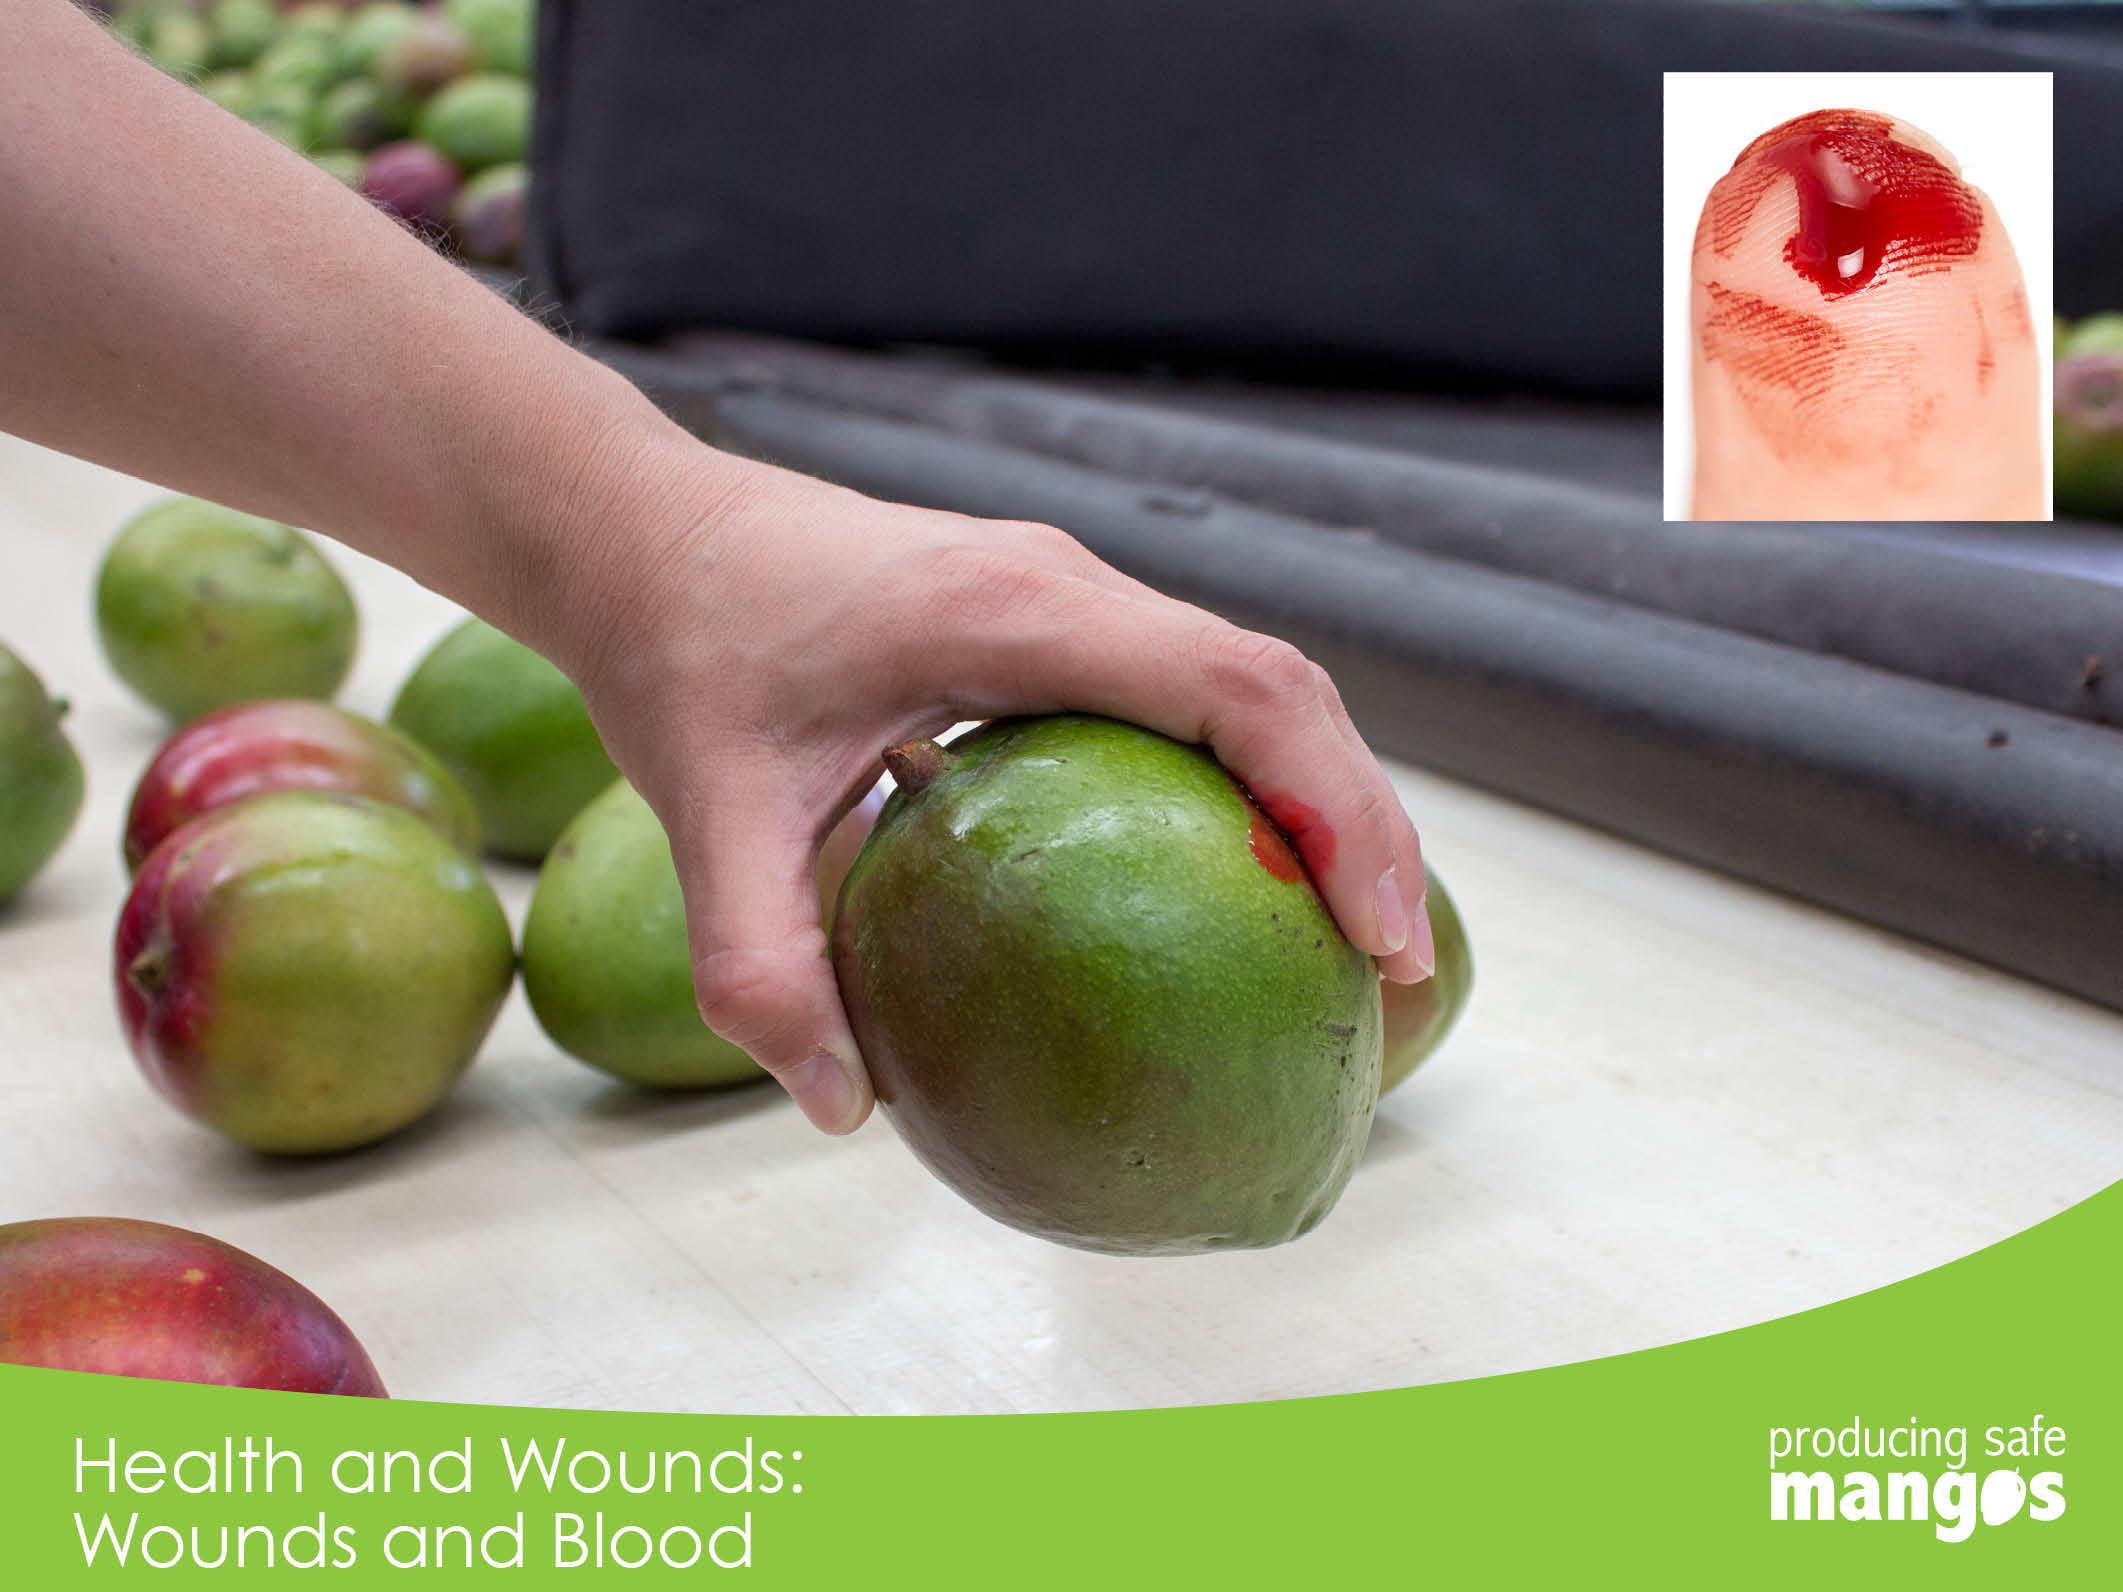 Health and Wounds:
Wounds and Blood
producing safe
mangos